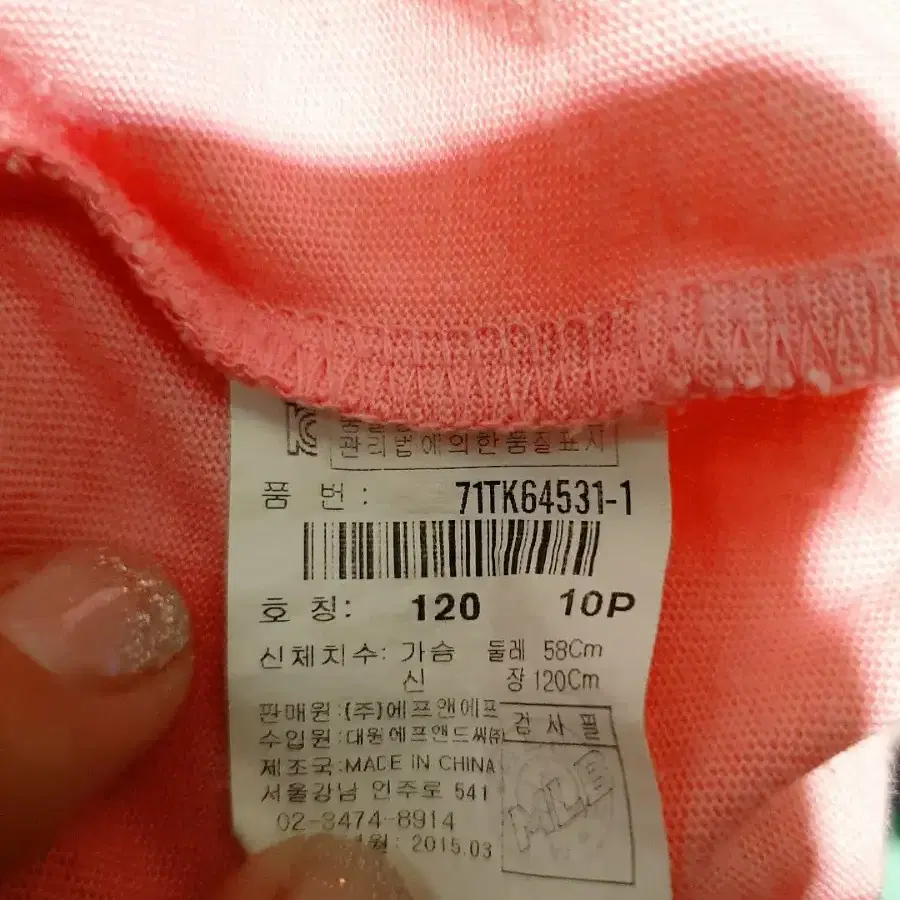 관리법에의한품질표시
품 번 : 71TK64531-1
호 칭: 120 10P
신체치수: 가슴 둘레 58Cm
신 장 120Cm
판매원:(주)에프앤에프
수입원:대원에프앤드씨㈜
제조국:MADE IN CHINA
서울강남 언주로 541
02-3474-8914
월: 2015.03
검 사 필
MLB